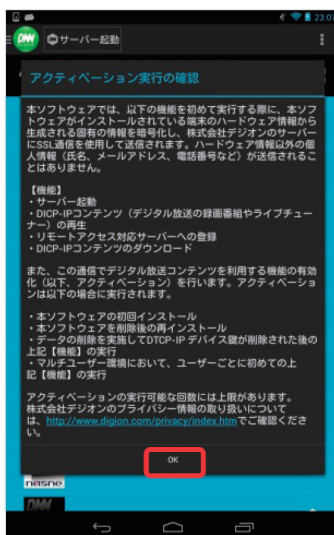 23:07
サーバー起動
アクティベーション実行の確認
本ソフトウェアでは、以下の機能を初めて実行する際に、本ソフ
トウェアがインストールされている端末のハードウェア情報から
生成される固有の情報を暗号化し、株式会社デジオンのサーバー
にSSL通信を使用して送信されます。ハードウェア情報以外の個
人情報（氏名、メールアドレス、電話番号など）が送信されるこ
とはありません。
【機能】
・サーバー起動
・DICP-IPコンテンツ（デジタル放送の録画番組やライブチュー
ナー）の再生
・リモートアクセス対応サーバーへの登録
・DICP-IPコンテンツのダウンロード
また、この通信でデジタル放送コンテンツを利用する機能の有効
化（以下、アクティベーション）を行います。アクティベーショ
ンは以下の場合に実行されます。
・本ソフトウェアの初回インストール
・本ソフトウェアを削除後の再インストール
・データの削除を実施してDTCP-IP デバイス鍵が削除された後の
上記【機能】の実行
・マルチユーザー環境において、ユーザーごとに初めての上
記【機能】の実行
アクティベーションの実行可能な回数には上限があります。
株式会社デジオンのプライバシー情報の取り扱いについて
は、http://www.digion.com/privacy/index.htmでご確認くださ
い。
OK
nasne